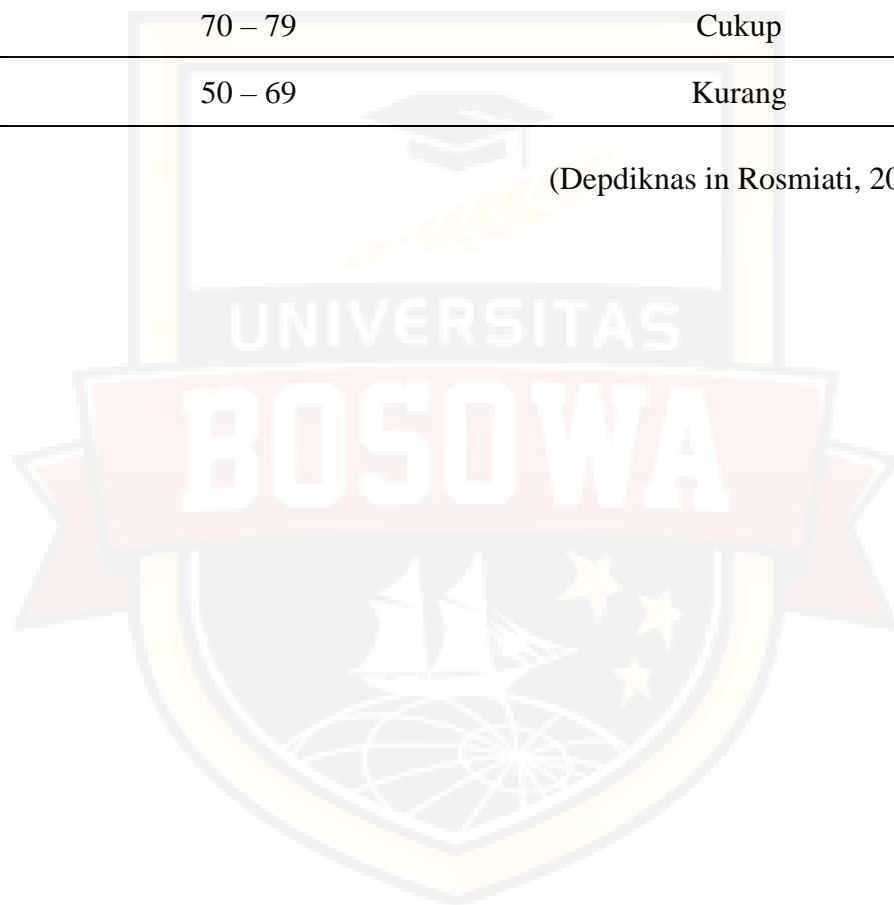 70 – 79 Cukup
50 – 69 Kurang
(Depdiknas in Rosmiati, 20
UNIVERSITAS
BOSOWA